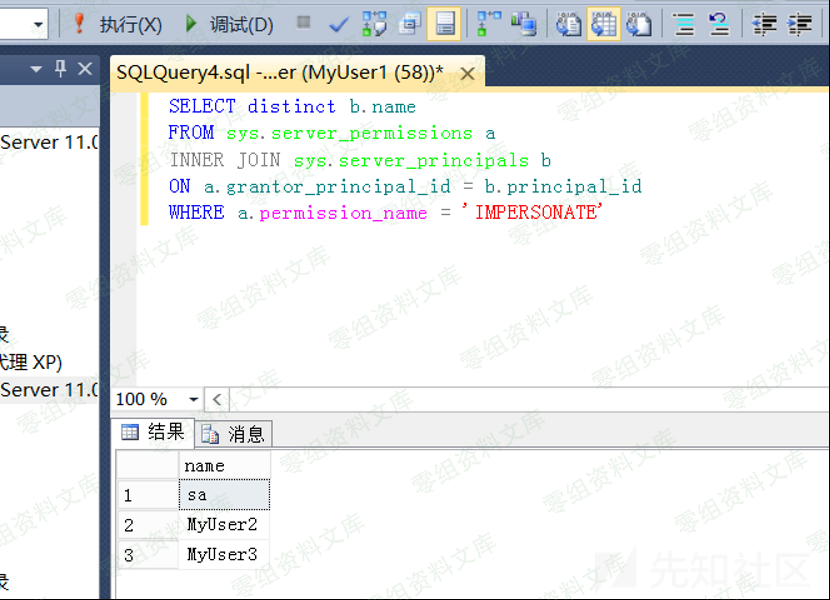 执行(X) 调试(D)
SQLQuery4.sql -...er (MyUser1 (58))*
SELECT distinct b.name
FROM sys.server_permissions a
INNER JOIN sys.server_principals b
ON a.grantor_principal_id = b.principal_id
WHERE a.permission_name = 'IMPERSONATE'
Server 11.0
录
代理 XP)
Server 11.0
录
100 %
结果 消息
name
1 sa
2 MyUser2
3 MyUser3
零组资料文库
先知社区